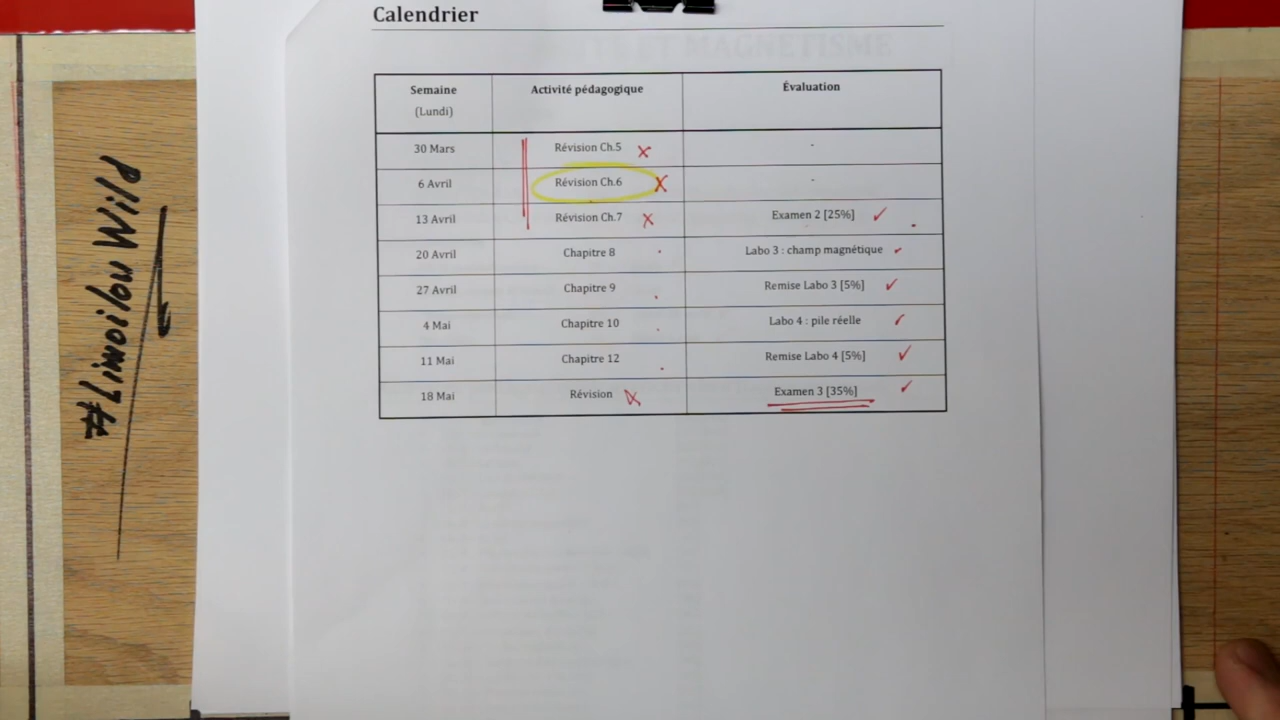 Calendrier
Semaine (Lundi) Activité pédagogique Évaluation
30 Mars Révision Ch.5 -
6 Avril Révision Ch.6 -
13 Avril Révision Ch.7 Examen 2 [25%]
20 Avril Chapitre 8 Labo 3 : champ magnétique
27 Avril Chapitre 9 Remise Labo 3 [5%]
4 Mai Chapitre 10 Labo 4 : pile réelle
11 Mai Chapitre 12 Remise Labo 4 [5%]
18 Mai Révision Examen 3 [35%]
#Limoilou Wild